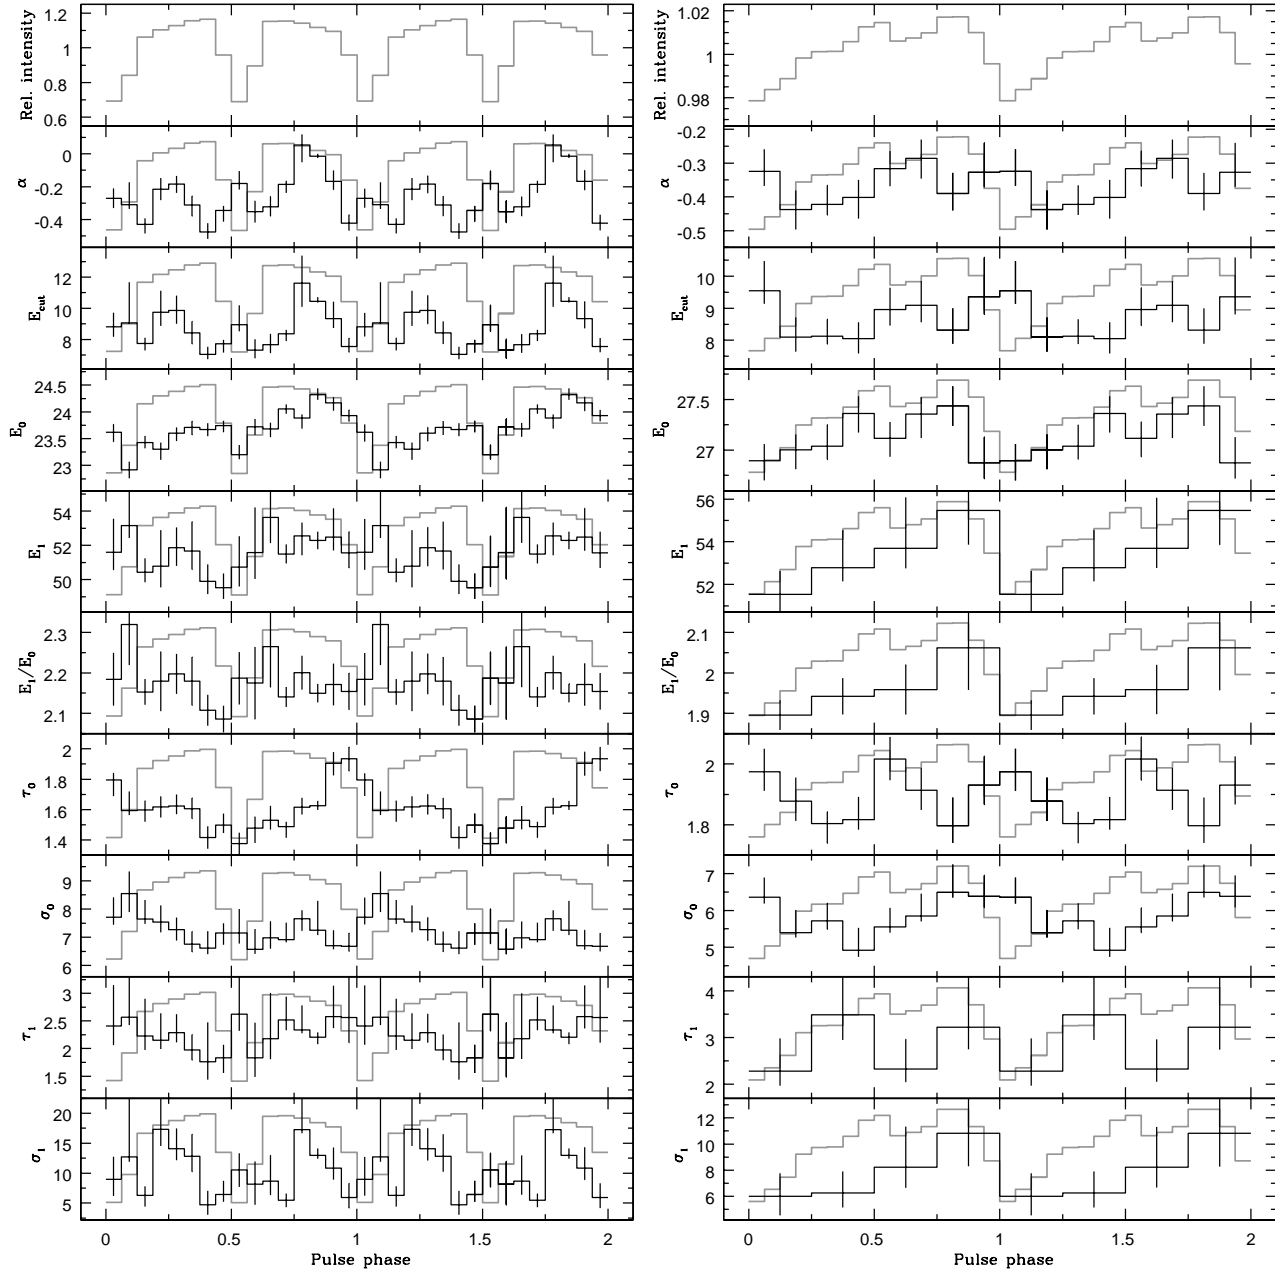 1.2
1
0.8
0.6
Rel. intensity
0
-0.2
-0.4
α
12
10
8
E_cut
24.5
24
23.5
23
E_0
54
52
50
E_1
2.3
2.2
2.1
E_1/E_0
2
1.8
1.6
1.4
τ_0
9
8
7
6
σ_0
3
2.5
2
1.5
τ_1
20
15
10
5
σ_1
0 0.5 1 1.5 2
Pulse phase
1.02
1
0.98
Rel. intensity
-0.2
-0.3
-0.4
-0.5
α
10
9
8
E_cut
27.5
27
E_0
56
54
52
E_1
2.1
2
1.9
E_1/E_0
2
1.8
τ_0
7
6
5
σ_0
4
3
2
τ_1
12
10
8
6
σ_1
0 0.5 1 1.5 2
Pulse phase